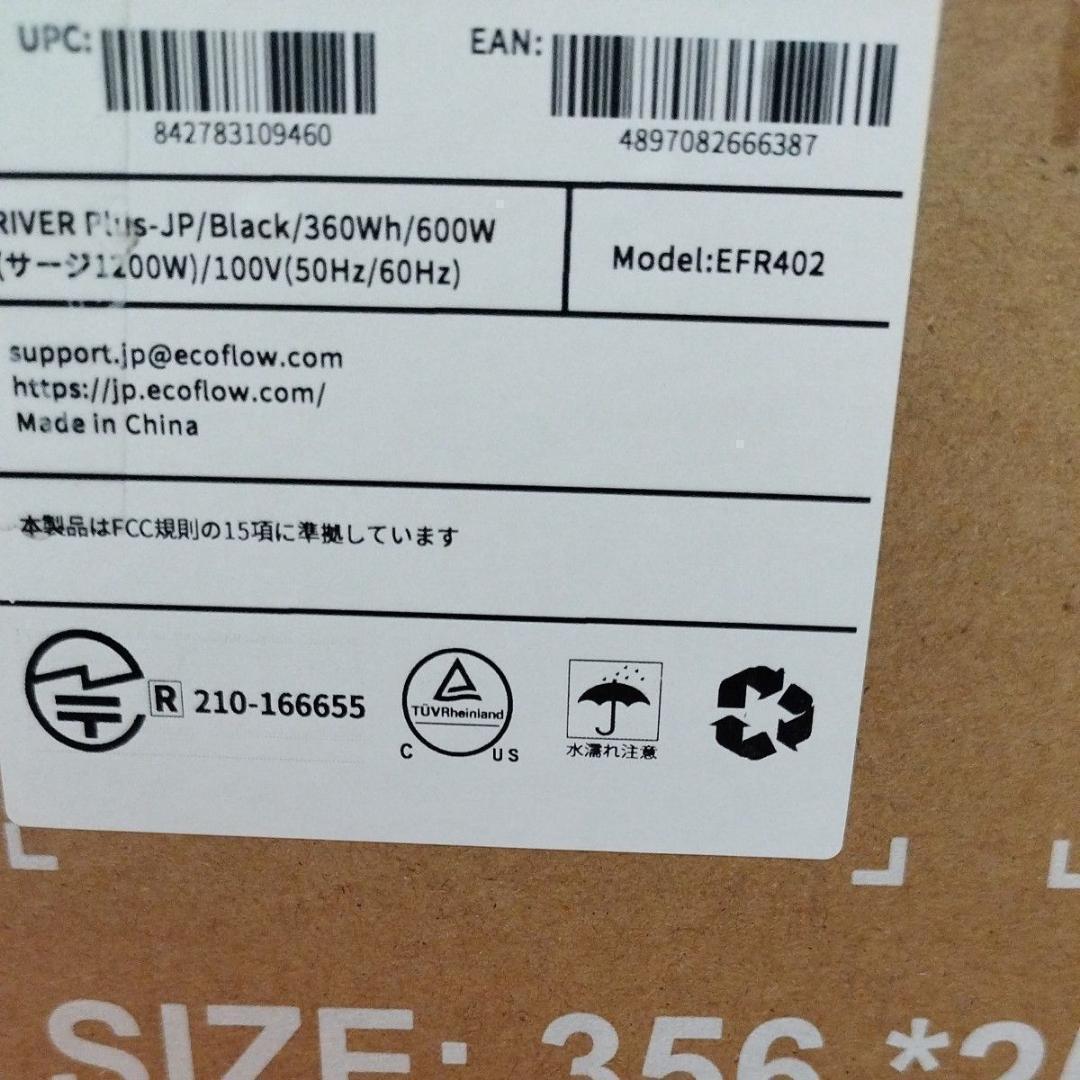 UPC:
842783109460
EAN:
4897082666387
RIVER Plus-JP/Black/360Wh/600W
(サージ1200W)/100V(50Hz/60Hz)
Model:EFR402
support.jp@ecoflow.com
https://jp.ecoflow.com/
Made in China
本製品はFCC規則の15項に準拠しています
R 210-166655
TÜVRheinland
C US
水濡れ注意
SIZE: 356 *2